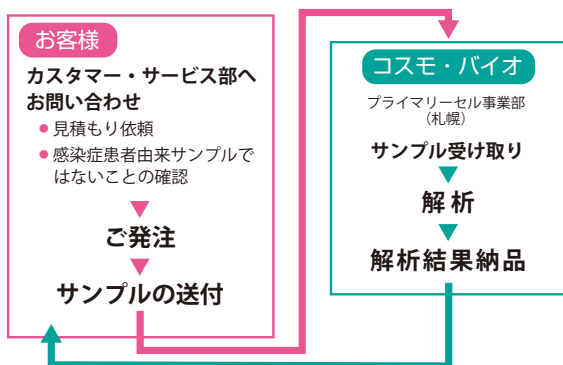 お客様
カスタマー・サービス部へ
お問い合わせ
● 見積もり依頼
● 感染症患者由来サンプルで
はないことの確認
ご発注
サンプルの送付
コスモ・バイオ
プライマリーセル事業部
（札幌）
サンプル受け取り
解析
解析結果納品